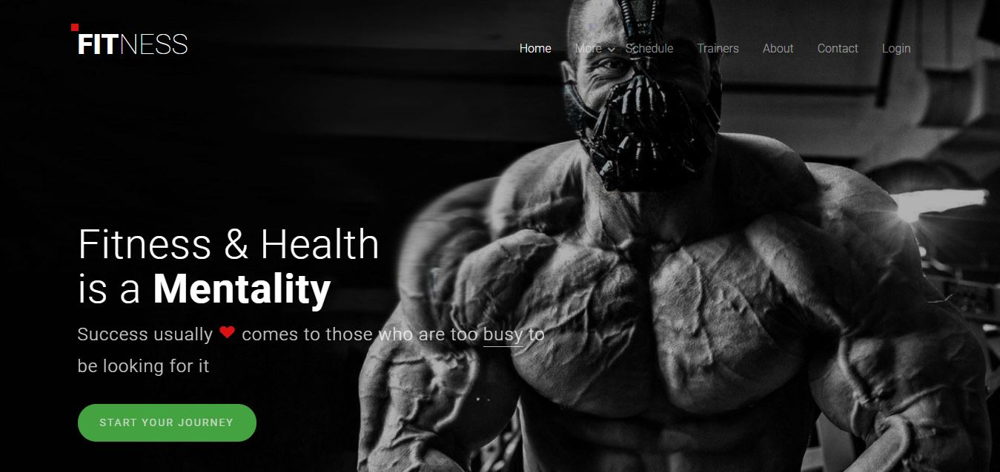 FITNESS
Home More Schedule Trainers About Contact Login
Fitness & Health
is a Mentality
Success usually ❤ comes to those who are too busy to
be looking for it
START YOUR JOURNEY